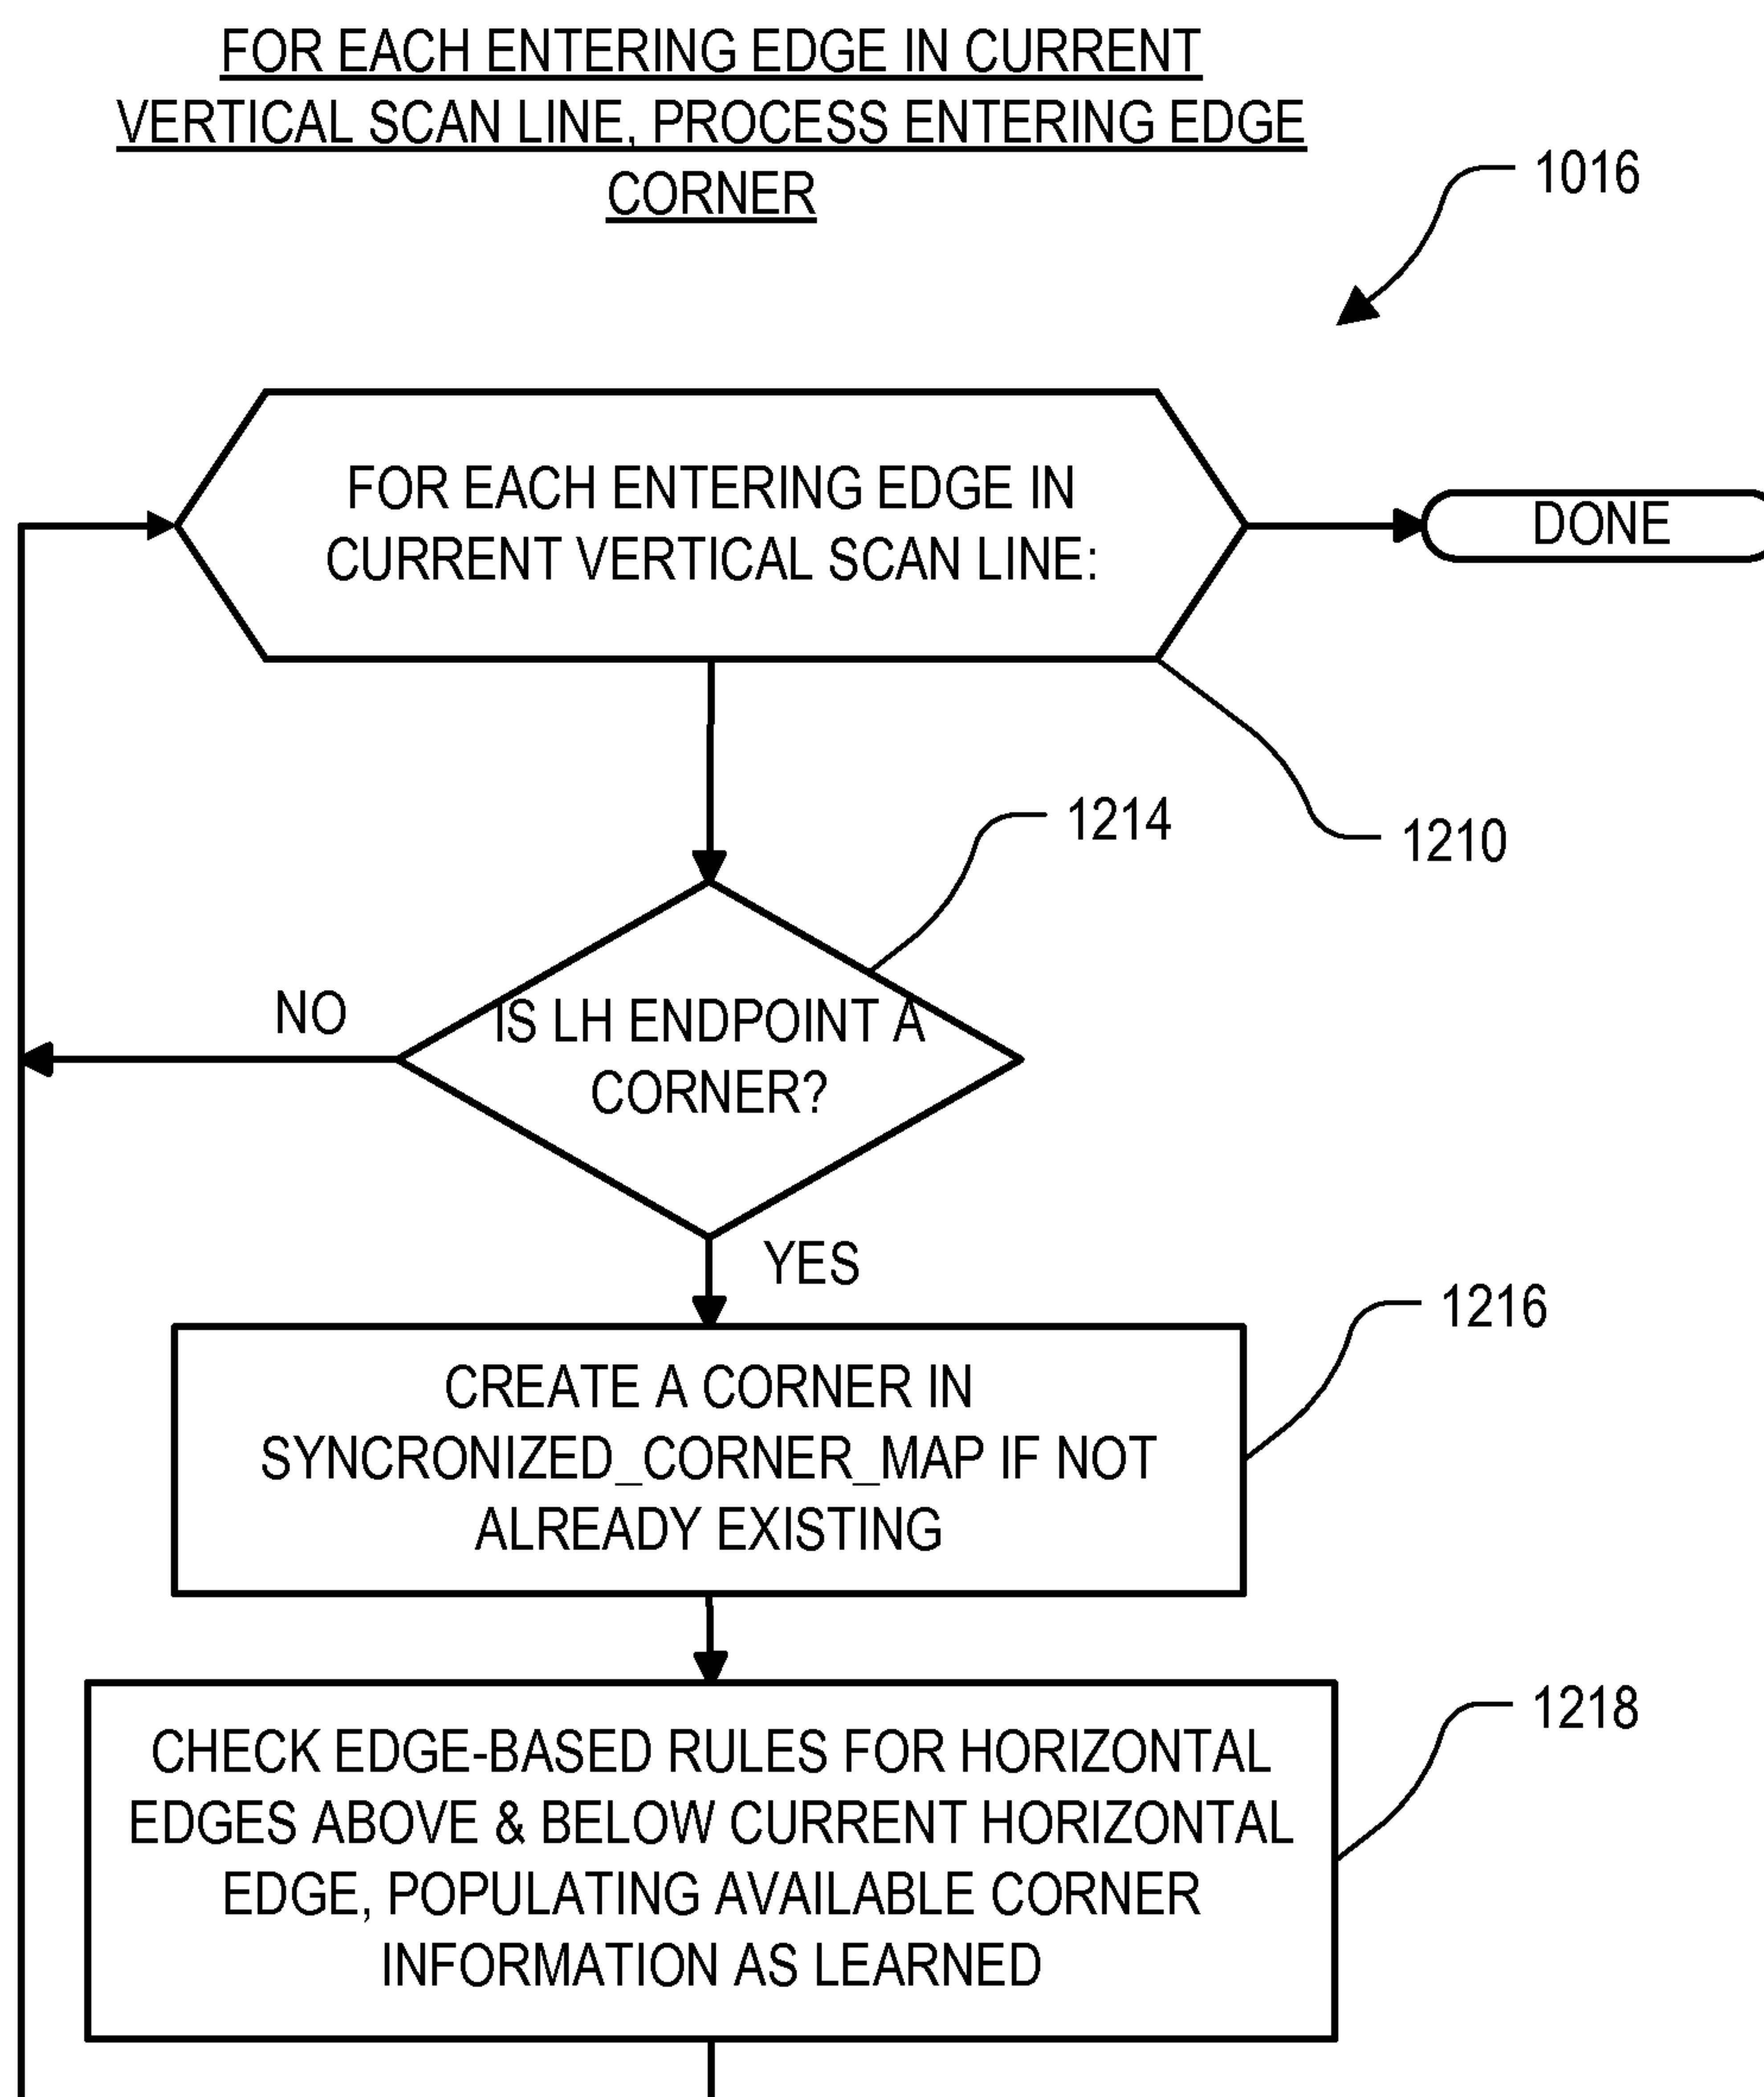 FOR EACH ENTERING EDGE IN CURRENT
VERTICAL SCAN LINE, PROCESS ENTERING EDGE
CORNER
1016
FOR EACH ENTERING EDGE IN
CURRENT VERTICAL SCAN LINE:
DONE
1214
1210
NO
IS LH ENDPOINT A
CORNER?
YES
1216
CREATE A CORNER IN
SYNCRONIZED_CORNER_MAP IF NOT
ALREADY EXISTING
1218
CHECK EDGE-BASED RULES FOR HORIZONTAL
EDGES ABOVE & BELOW CURRENT HORIZONTAL
EDGE, POPULATING AVAILABLE CORNER
INFORMATION AS LEARNED